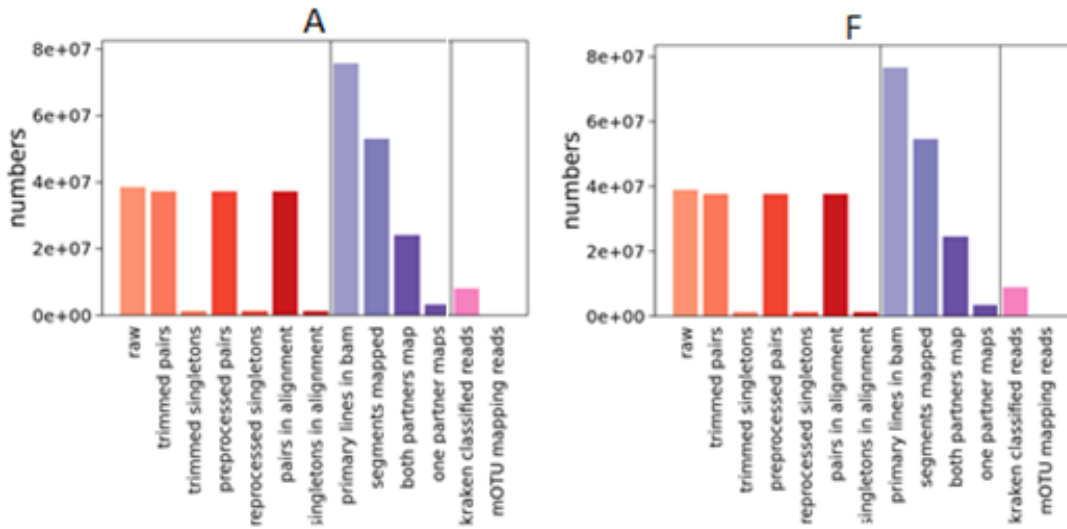 A
numbers
8e+07
6e+07
4e+07
2e+07
0e+00
raw
trimmed pairs
trimmed singletons
preprocessed pairs
reprocessed singletons
pairs in alignment
singletons in alignment
primary lines in bam
segments mapped
both partners map
one partner maps
kraken classified reads
mOTU mapping reads
F
numbers
8e+07
6e+07
4e+07
2e+07
0e+00
raw
trimmed pairs
trimmed singletons
preprocessed pairs
reprocessed singletons
pairs in alignment
singletons in alignment
primary lines in bam
segments mapped
both partners map
one partner maps
kraken classified reads
mOTU mapping reads